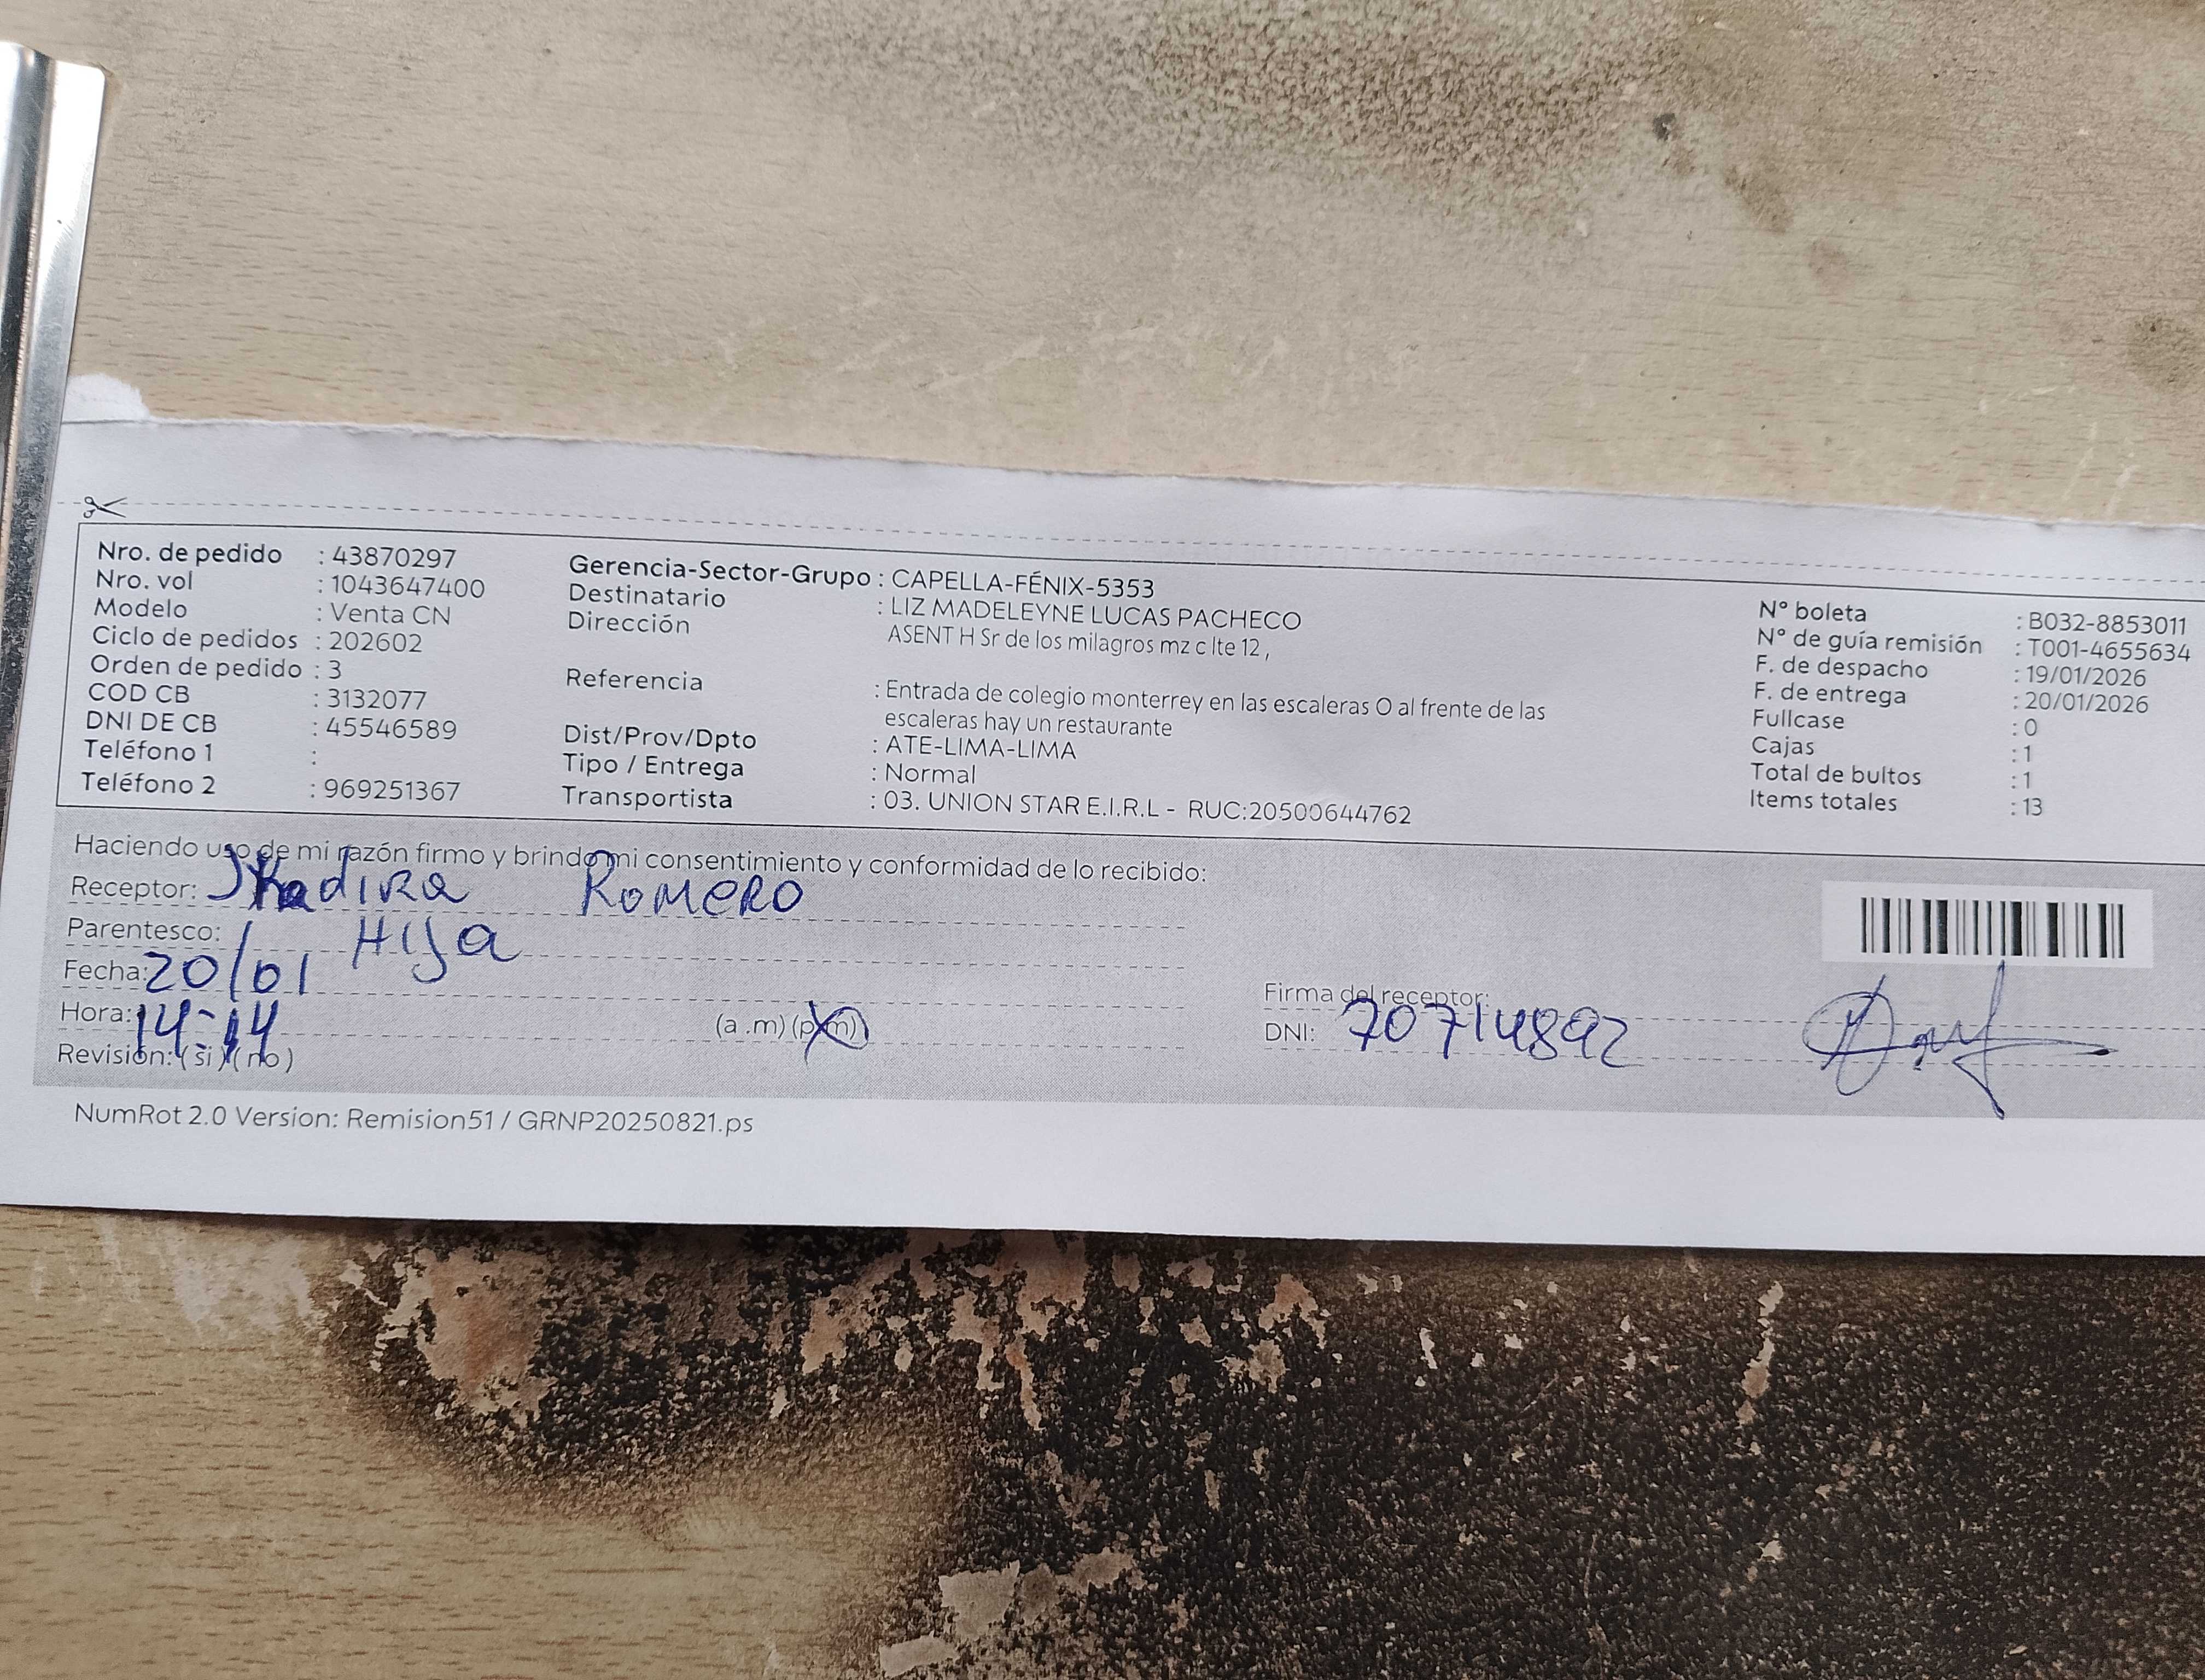 Nro. de pedido : 43870297
Nro. vol : 1043647400
Modelo : Venta CN
Ciclo de pedidos : 202602
Orden de pedido : 3
COD CB : 3132077
DNI DE CB : 45546589
Teléfono 1 :
Teléfono 2 : 969251367
Gerencia-Sector-Grupo : CAPELLA-FÉNIX-5353
Destinatario : LIZ MADELEYNE LUCAS PACHECO
Dirección ASENT H Sr de los milagros mz c lte 12 ,
Referencia : Entrada de colegio monterrey en las escaleras O al frente de las
escaleras hay un restaurante
Dist/Prov/Dpto : ATE-LIMA-LIMA
Tipo / Entrega : Normal
Transportista : 03. UNION STAR E.I.R.L - RUC:20500644762
N° boleta : B032-8853011
N° de guía remisión : T001-4655634
F. de despacho : 19/01/2026
F. de entrega : 20/01/2026
Fullcase : 0
Cajas : 1
Total de bultos : 1
Items totales : 13
Haciendo uso de mi razón firmo y brindo mi consentimiento y conformidad de lo recibido:
Receptor: Romero
Parentesco: Hija
Fecha: 20/01
Hora: 14:14 (a .m) (p.m)
Revisión: ( si ) ( no )
Firma del receptor:
DNI: 70714892
NumRot 2.0 Version: Remision51 / GRNP20250821.ps